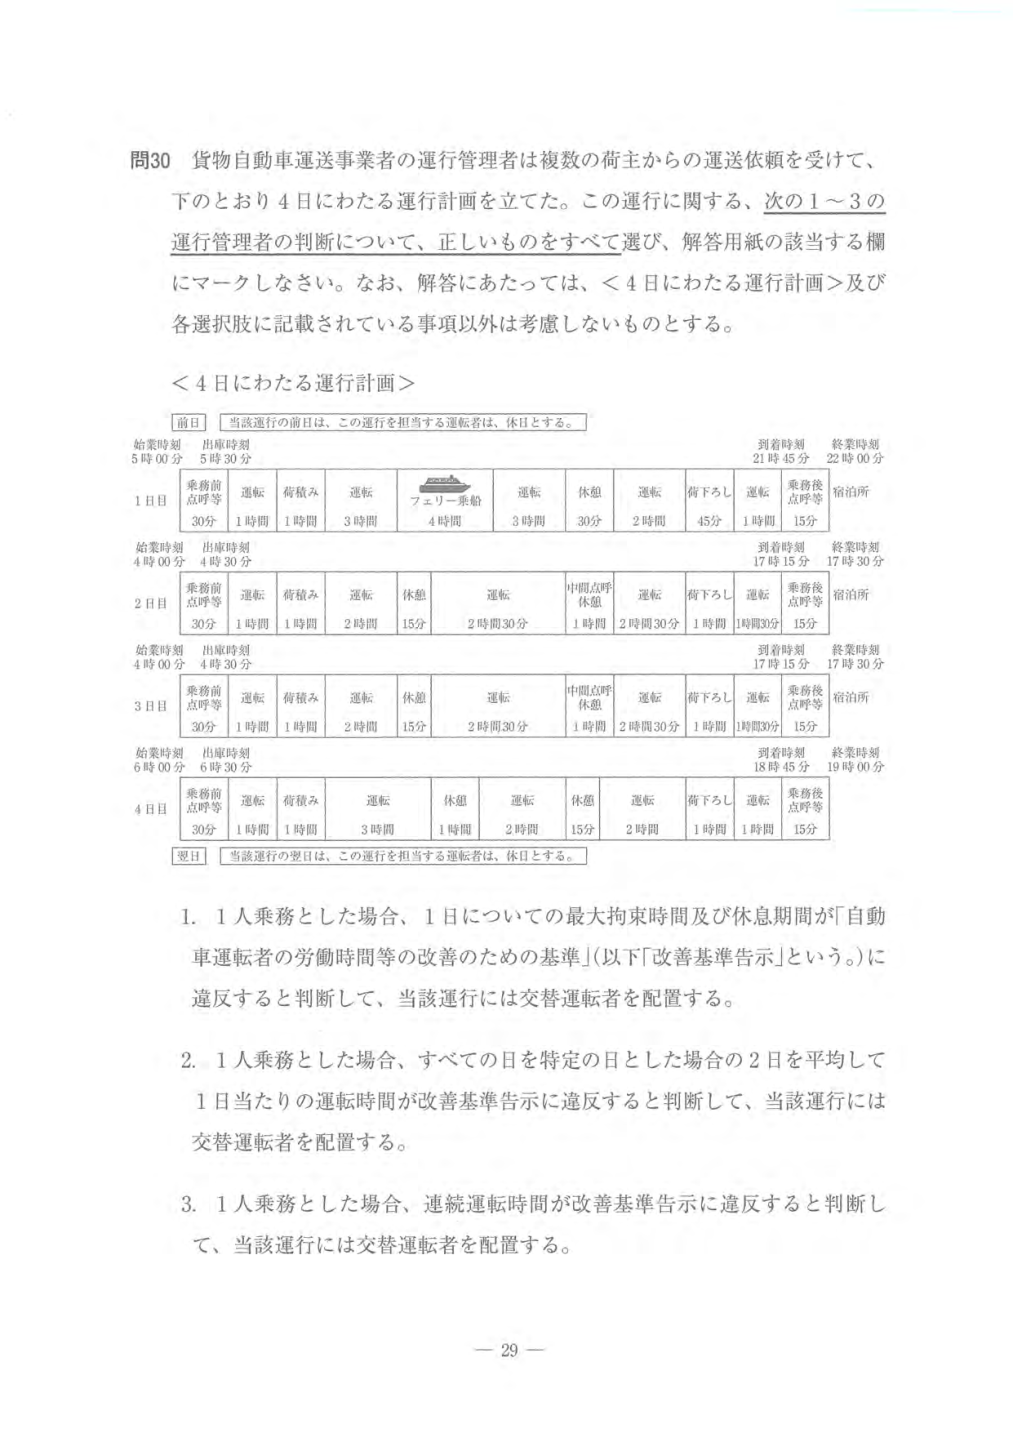 問30　貨物自動車運送事業者の運行管理者は複数の荷主からの運送依頼を受けて、
下のとおり4日にわたる運行計画を立てた。この運行に関する、次の1～3の
運行管理者の判断について、正しいものをすべて選び、解答用紙の該当する欄
にマークしなさい。なお、解答にあたっては、＜4日にわたる運行計画＞及び
各選択肢に記載されている事項以外は考慮しないものとする。
＜4日にわたる運行計画＞
前日　当該運行の前日は、この運行を担当する運転者は、休日とする。
始業時刻　出庫時刻　到着時刻　終業時刻
5時00分　5時30分　21時45分　22時00分
1日目　乗務前点呼等　運転　荷積み　運転　フェリー乗船　運転　休憩　運転　荷下ろし　運転　乗務後点呼等　宿泊所
30分　1時間　1時間　3時間　4時間　3時間　30分　2時間　45分　1時間　15分
始業時刻　出庫時刻　到着時刻　終業時刻
4時00分　4時30分　17時15分　17時30分
2日目　乗務前点呼等　運転　荷積み　運転　休憩　運転　中間点呼休憩　運転　荷下ろし　運転　乗務後点呼等　宿泊所
30分　1時間　1時間　2時間　15分　2時間30分　1時間　2時間30分　1時間　1時間30分　15分
始業時刻　出庫時刻　到着時刻　終業時刻
4時00分　4時30分　17時15分　17時30分
3日目　乗務前点呼等　運転　荷積み　運転　休憩　運転　中間点呼休憩　運転　荷下ろし　運転　乗務後点呼等　宿泊所
30分　1時間　1時間　2時間　15分　2時間30分　1時間　2時間30分　1時間　1時間30分　15分
始業時刻　出庫時刻　到着時刻　終業時刻
6時00分　6時30分　18時45分　19時00分
4日目　乗務前点呼等　運転　荷積み　運転　休憩　運転　休憩　運転　荷下ろし　運転　乗務後点呼等
30分　1時間　1時間　3時間　1時間　2時間　15分　2時間　1時間　1時間　15分
翌日　当該運行の翌日は、この運行を担当する運転者は、休日とする。
1. 1人乗務とした場合、1日についての最大拘束時間及び休息期間が「自動
車運転者の労働時間等の改善のための基準」(以下「改善基準告示」という。)に
違反すると判断して、当該運行には交替運転者を配置する。
2. 1人乗務とした場合、すべての日を特定の日とした場合の2日を平均して
1日当たりの運転時間が改善基準告示に違反すると判断して、当該運行には
交替運転者を配置する。
3. 1人乗務とした場合、連続運転時間が改善基準告示に違反すると判断し
て、当該運行には交替運転者を配置する。
— 29 —